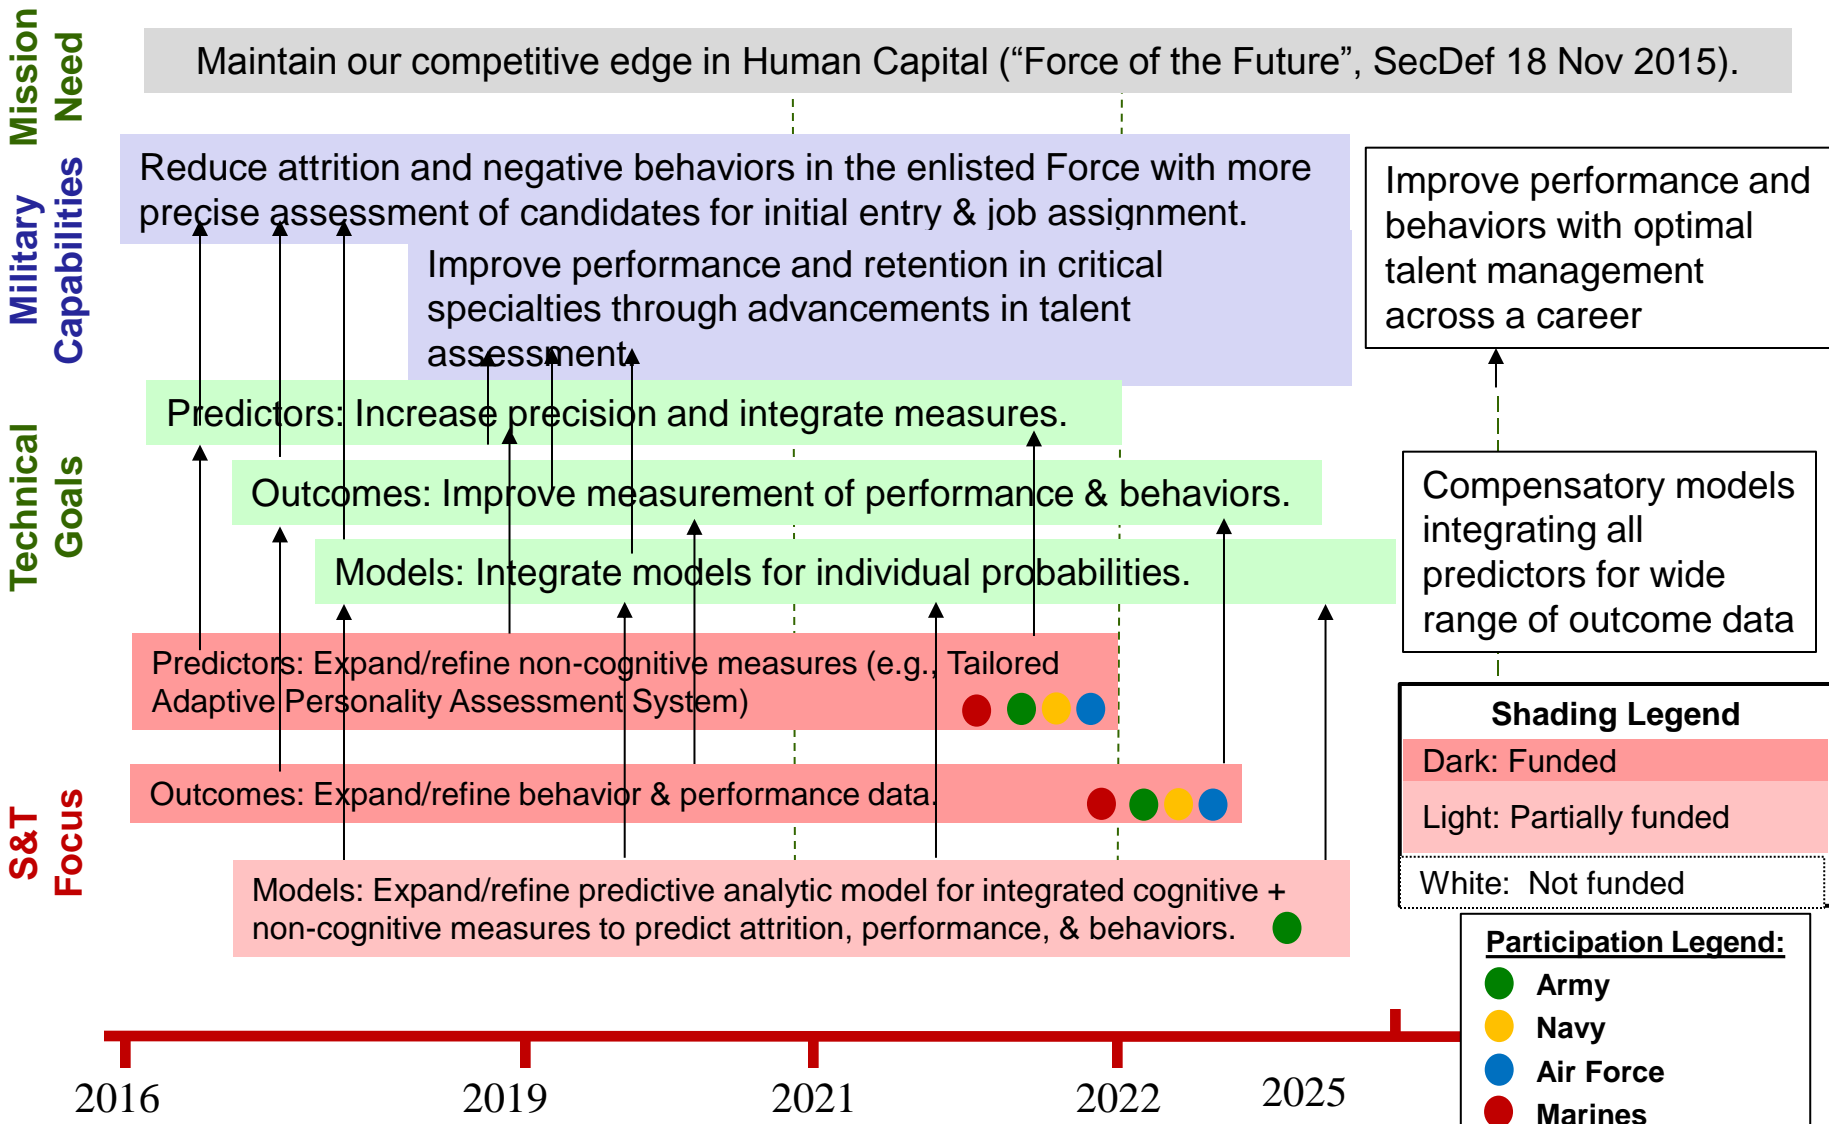 Mission
Need
Maintain our competitive edge in Human Capital (“Force of the Future”, SecDef 18 Nov 2015).
Military
Capabilities
Reduce attrition and negative behaviors in the enlisted Force with more
precise assessment of candidates for initial entry & job assignment.
Improve performance and retention in critical
specialties through advancements in talent
assessment.
Improve performance and
behaviors with optimal
talent management
across a career
Technical
Goals
Predictors: Increase precision and integrate measures.
Outcomes: Improve measurement of performance & behaviors.
Models: Integrate models for individual probabilities.
Compensatory models
integrating all
predictors for wide
range of outcome data
S&T
Focus
Predictors: Expand/refine non-cognitive measures (e.g., Tailored
Adaptive Personality Assessment System)
Outcomes: Expand/refine behavior & performance data.
Models: Expand/refine predictive analytic model for integrated cognitive +
non-cognitive measures to predict attrition, performance, & behaviors.
Shading Legend
Dark: Funded
Light: Partially funded
White: Not funded
Participation Legend:
Army
Navy
Air Force
Marines
2016
2019
2021
2022
2025